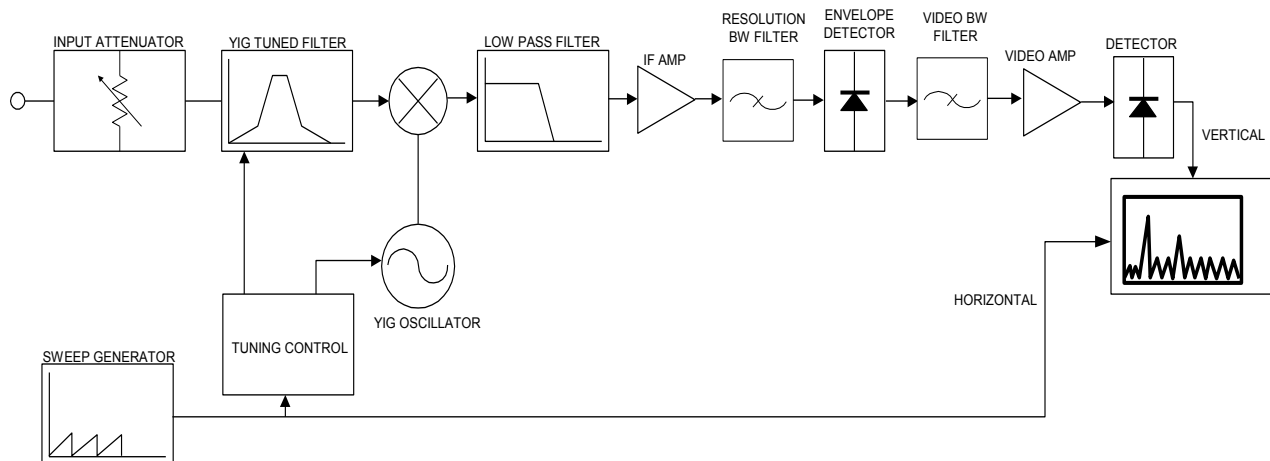 INPUT ATTENUATOR
YIG TUNED FILTER
LOW PASS FILTER
IF AMP
RESOLUTION
BW FILTER
ENVELOPE
DETECTOR
VIDEO BW
FILTER
VIDEO AMP
DETECTOR
VERTICAL
YIG OSCILLATOR
HORIZONTAL
TUNING CONTROL
SWEEP GENERATOR